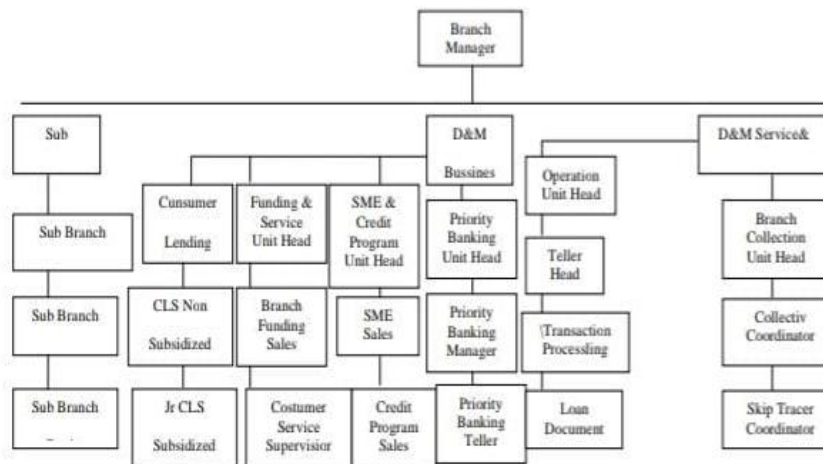 Branch
Manager
Sub
D&M
Bussines
D&M Service&
Cunsumer
Lending
Funding &
Service
Unit Head
SME &
Credit
Program
Unit Head
Operation
Unit Head
Sub Branch
Priority
Banking
Unit Head
Branch
Collection
Unit Head
Teller
Head
Sub Branch
CLS Non
Subsidized
Branch
Funding
Sales
SME
Sales
Priority
Banking
Manager
\Transaction
Processling
Collectiv
Coordinator
Sub Branch
Jr CLS
Subsidized
Costumer
Service
Supervisior
Credit
Program
Sales
Priority
Banking
Teller
Loan
Document
Skip Tracer
Coordinator